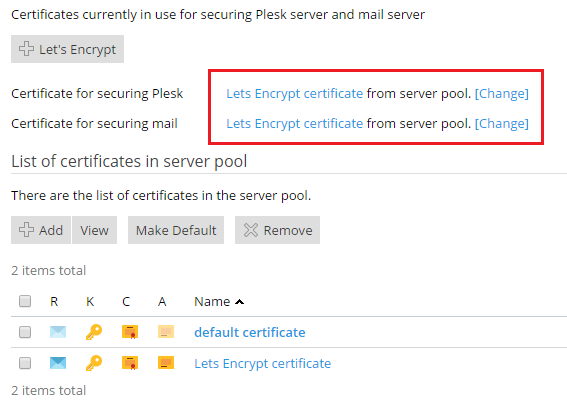 Certificates currently in use for securing Plesk server and mail server
Let's Encrypt
Certificate for securing Plesk Lets Encrypt certificate from server pool. [Change]
Certificate for securing mail Lets Encrypt certificate from server pool. [Change]
List of certificates in server pool
There are the list of certificates in the server pool.
Add View Make Default Remove
2 items total
R K C A Name
default certificate
Lets Encrypt certificate
2 items total